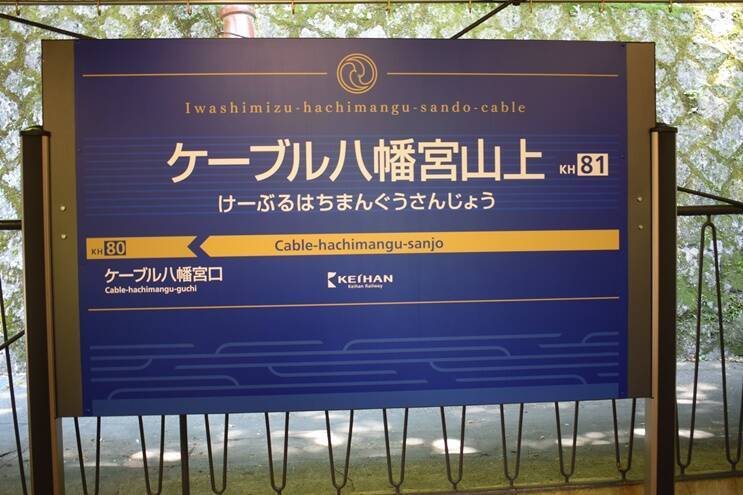 Iwashimizu-hachimangu-sando-cable
ケーブル八幡宮山上 KH 81
けーぶるはちまんぐうさんじょう
KH 80 Cable-hachimangu-sanjo
ケーブル八幡宮口
Cable-hachimangu-guchi
KEIHAN
Keihan Railway